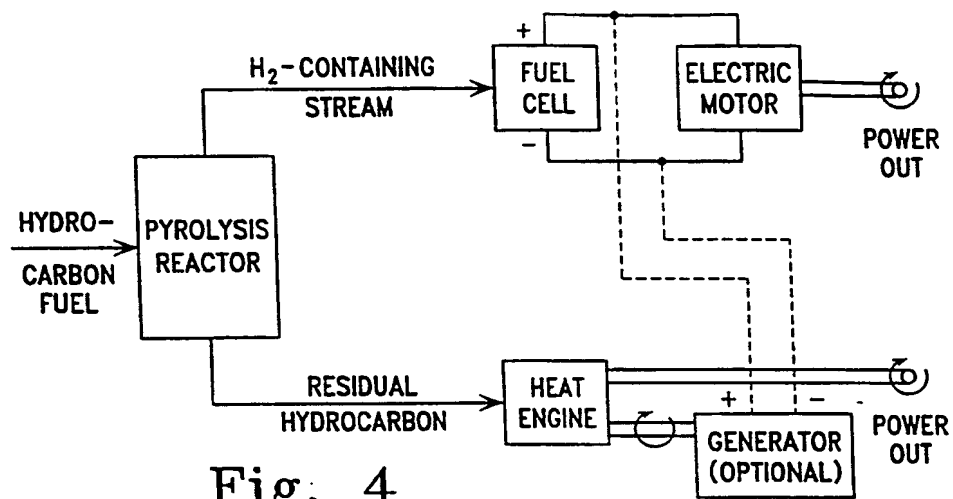 H₂-CONTAINING
STREAM
+
FUEL
CELL
-
ELECTRIC
MOTOR
POWER
OUT
HYDRO-
CARBON
FUEL
PYROLYSIS
REACTOR
RESIDUAL
HYDROCARBON
HEAT
ENGINE
+ -
GENERATOR
(OPTIONAL)
POWER
OUT
Fig. 4